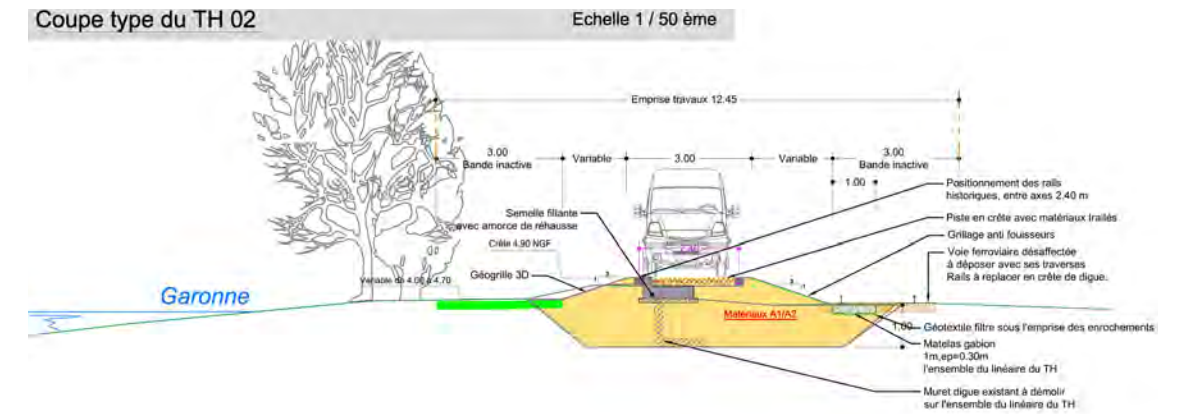 Coupe type du TH 02
Echelle 1 / 50 ème
Emprise travaux 12.45
3.00
Bande inactive
Variable
3.00
Variable
3.00
Bande inactive
1.00
Positionnement des rails
historiques, entre axes 2.40 m
Semelle filante
avec amorce de réhausse
Piste en crête avec matériaux traités
Grillage anti fouisseurs
Crête 4.90 NGF
2.40
Voie ferroviaire désaffectée
à déposer avec ses traverses
Rails à replacer en crête de digue.
Géogrille 3D
Variable de 4.00 à 4.70
Garonne
Matériaux A1/A2
1.00
Géotextile filtre sous l'emprise des enrochements
Matelas gabion
1m,ep=0.30m
l'ensemble du linéaire du TH
Muret digue existant à démolir
sur l'ensemble du linéaire du TH